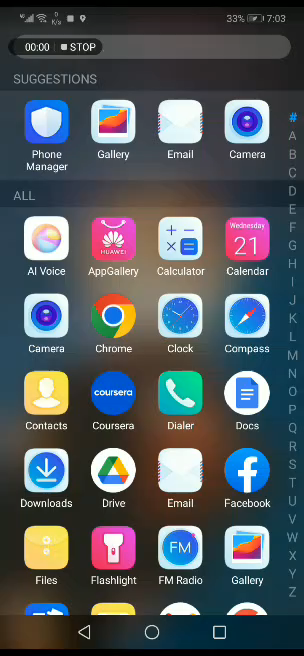 0
K/s
33% 7:03
00:00 STOP
SUGGESTIONS
Phone Manager
Gallery
Email
Camera
ALL
AI Voice
HUAWEI
AppGallery
Calculator
Wednesday
21
Calendar
Camera
Chrome
Clock
Compass
Contacts
coursera
Coursera
Dialer
Docs
Downloads
Drive
Email
Facebook
Files
Flashlight
FM
FM Radio
Gallery
#
A
B
C
D
E
F
G
H
I
J
K
L
M
N
O
P
Q
R
S
T
U
V
W
X
Y
Z